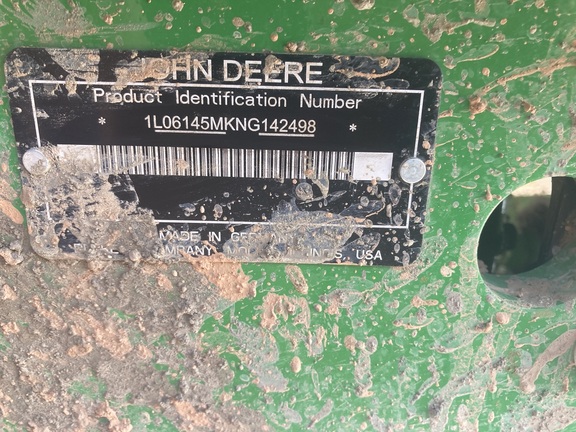 JOHN DEERE
Product Identification Number
* 1L06145MKNG142498 *
MADE IN
USA